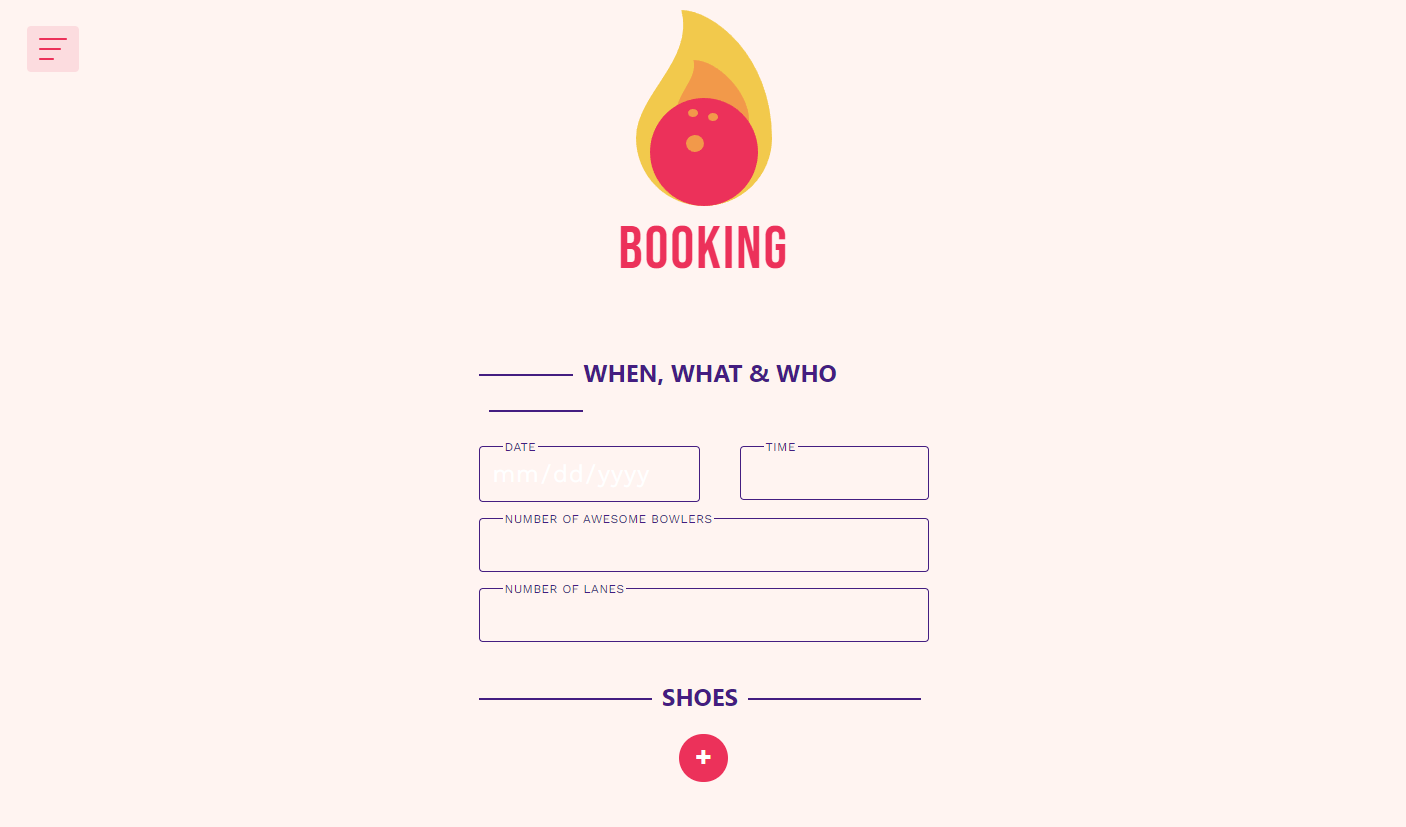 BOOKING
WHEN, WHAT & WHO
DATE
TIME
mm/dd/yyyy
NUMBER OF AWESOME BOWLERS
NUMBER OF LANES
SHOES
+